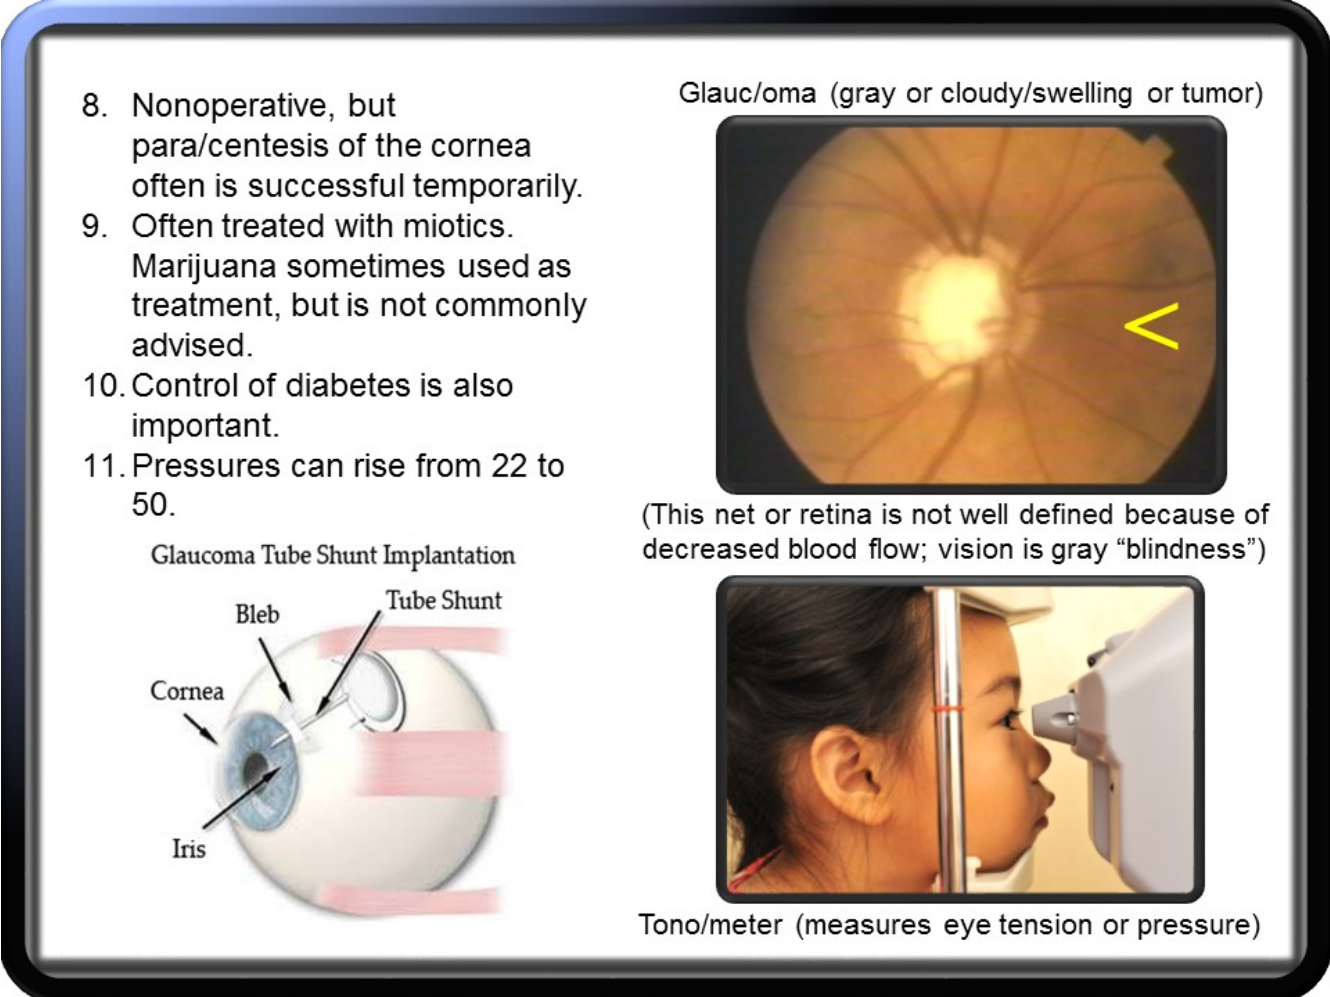 8. Nonoperative, but
para/centesis of the cornea
often is successful temporarily.
9. Often treated with miotics.
Marijuana sometimes used as
treatment, but is not commonly
advised.
10. Control of diabetes is also
important.
11. Pressures can rise from 22 to
50.
Glaucoma Tube Shunt Implantation
Bleb
Tube Shunt
Cornea
Iris
Glauc/oma (gray or cloudy/swelling or tumor)
<
(This net or retina is not well defined because of
decreased blood flow; vision is gray “blindness”)
Tono/meter (measures eye tension or pressure)